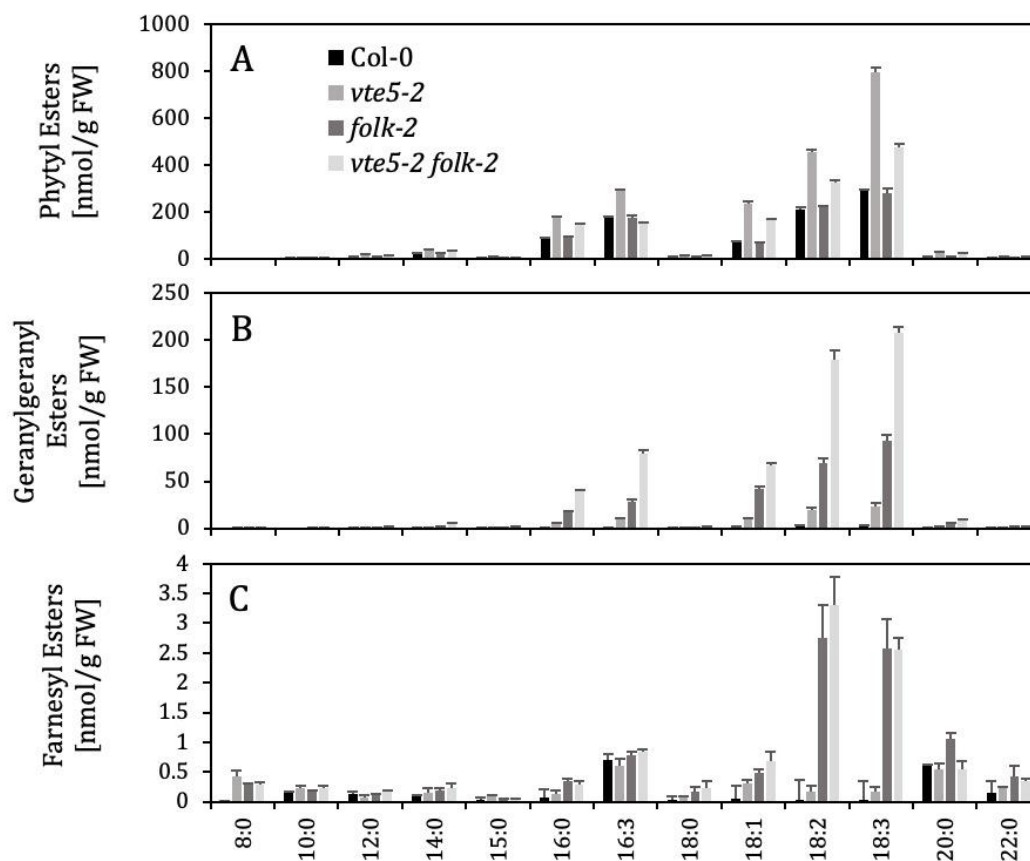 Phytyl Esters
[nmol/g FW]
1000
800
600
400
200
0
A
Col-0
vte5-2
folk-2
vte5-2 folk-2
Geranylgeranyl
Esters
[nmol/g FW]
250
200
150
100
50
0
B
Farnesyl Esters
[nmol/g FW]
4
3.5
3
2.5
2
1.5
1
0.5
0
C
8:0
10:0
12:0
14:0
15:0
16:0
16:3
18:0
18:1
18:2
18:3
20:0
22:0